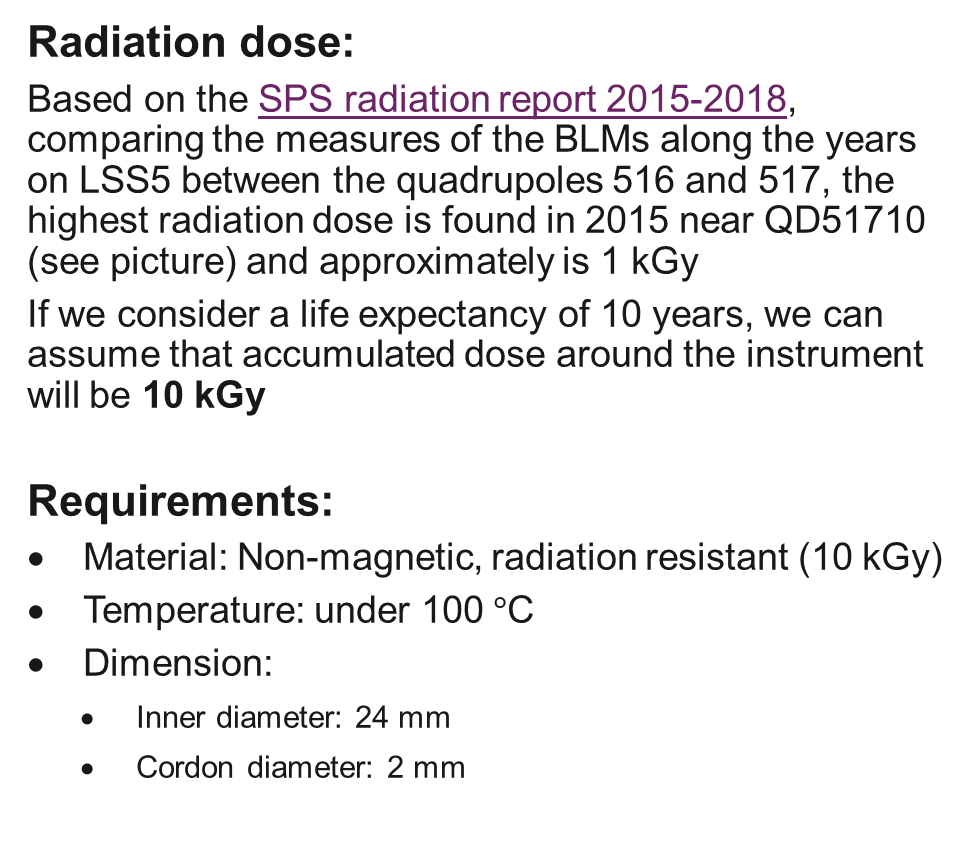 Radiation dose:
Based on the SPS radiation report 2015-2018,
comparing the measures of the BLMs along the years
on LSS5 between the quadrupoles 516 and 517, the
highest radiation dose is found in 2015 near QD51710
(see picture) and approximately is 1 kGy
If we consider a life expectancy of 10 years, we can
assume that accumulated dose around the instrument
will be 10 kGy
Requirements:
• Material: Non-magnetic, radiation resistant (10 kGy)
• Temperature: under 100 °C
• Dimension:
• Inner diameter: 24 mm
• Cordon diameter: 2 mm